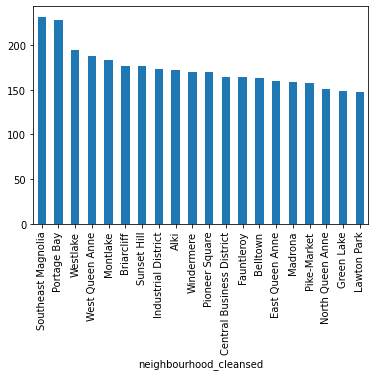 200
150
100
50
0
Southeast Magnolia
Portage Bay
Westlake
West Queen Anne
Montlake
Briarcliff
Sunset Hill
Industrial District
Alki
Windermere
Pioneer Square
Central Business District
Fauntleroy
Belltown
East Queen Anne
Madrona
Pike-Market
North Queen Anne
Green Lake
Lawton Park
neighbourhood_cleansed